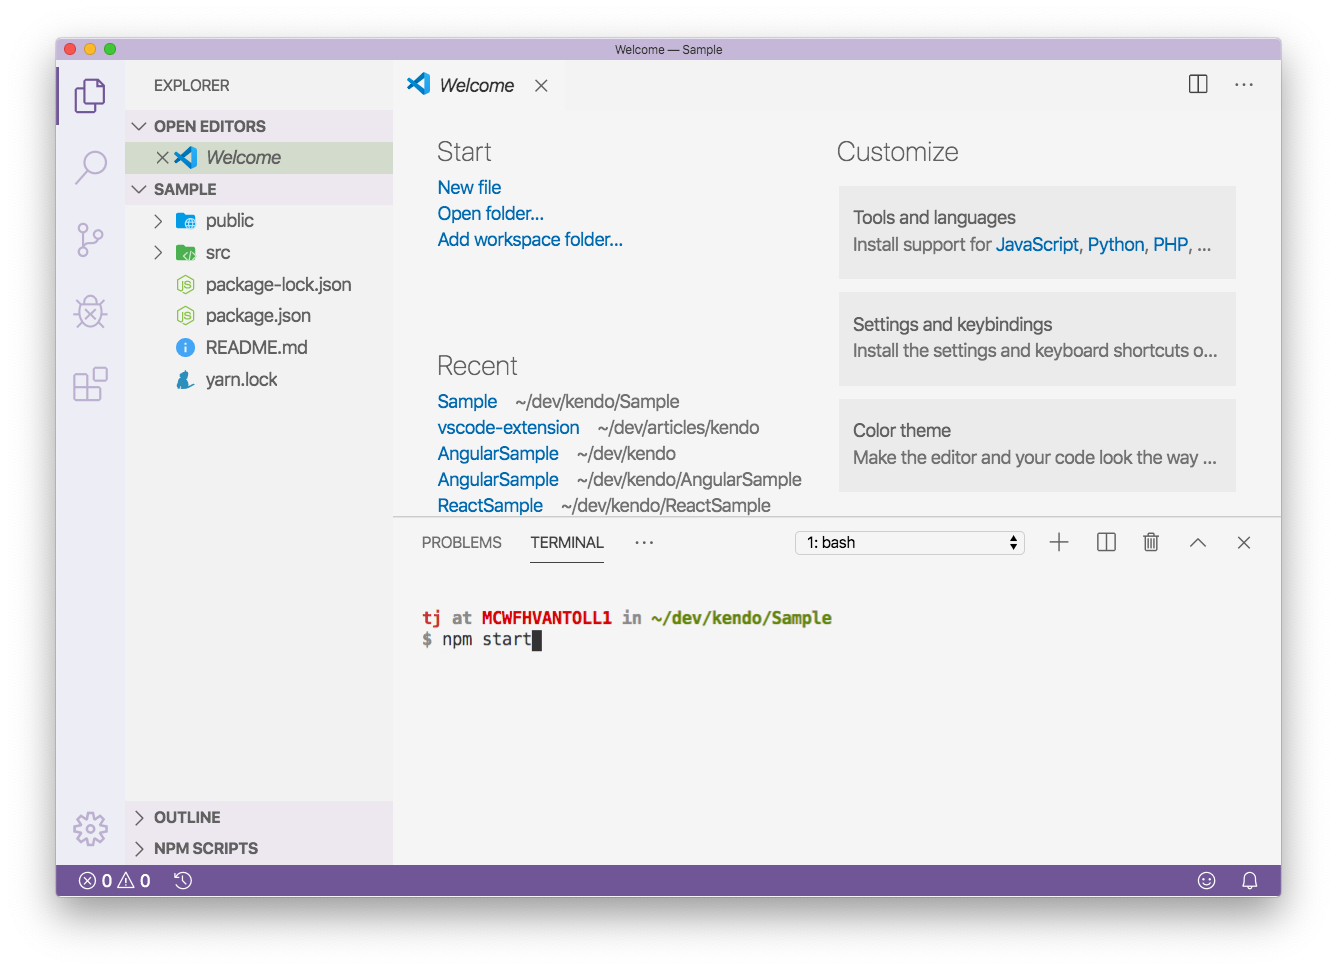 Welcome — Sample
EXPLORER
OPEN EDITORS
Welcome
SAMPLE
public
src
package-lock.json
package.json
README.md
yarn.lock
OUTLINE
NPM SCRIPTS
Welcome
Start
New file
Open folder...
Add workspace folder...
Recent
Sample ~/dev/kendo/Sample
vscode-extension ~/dev/articles/kendo
AngularSample ~/dev/kendo
AngularSample ~/dev/kendo/AngularSample
ReactSample ~/dev/kendo/ReactSample
Customize
Tools and languages
Install support for JavaScript, Python, PHP, ...
Settings and keybindings
Install the settings and keyboard shortcuts o...
Color theme
Make the editor and your code look the way ...
PROBLEMS TERMINAL ... 1: bash
tj at MCWFHVANTOLL1 in ~/dev/kendo/Sample
$ npm start
0 0